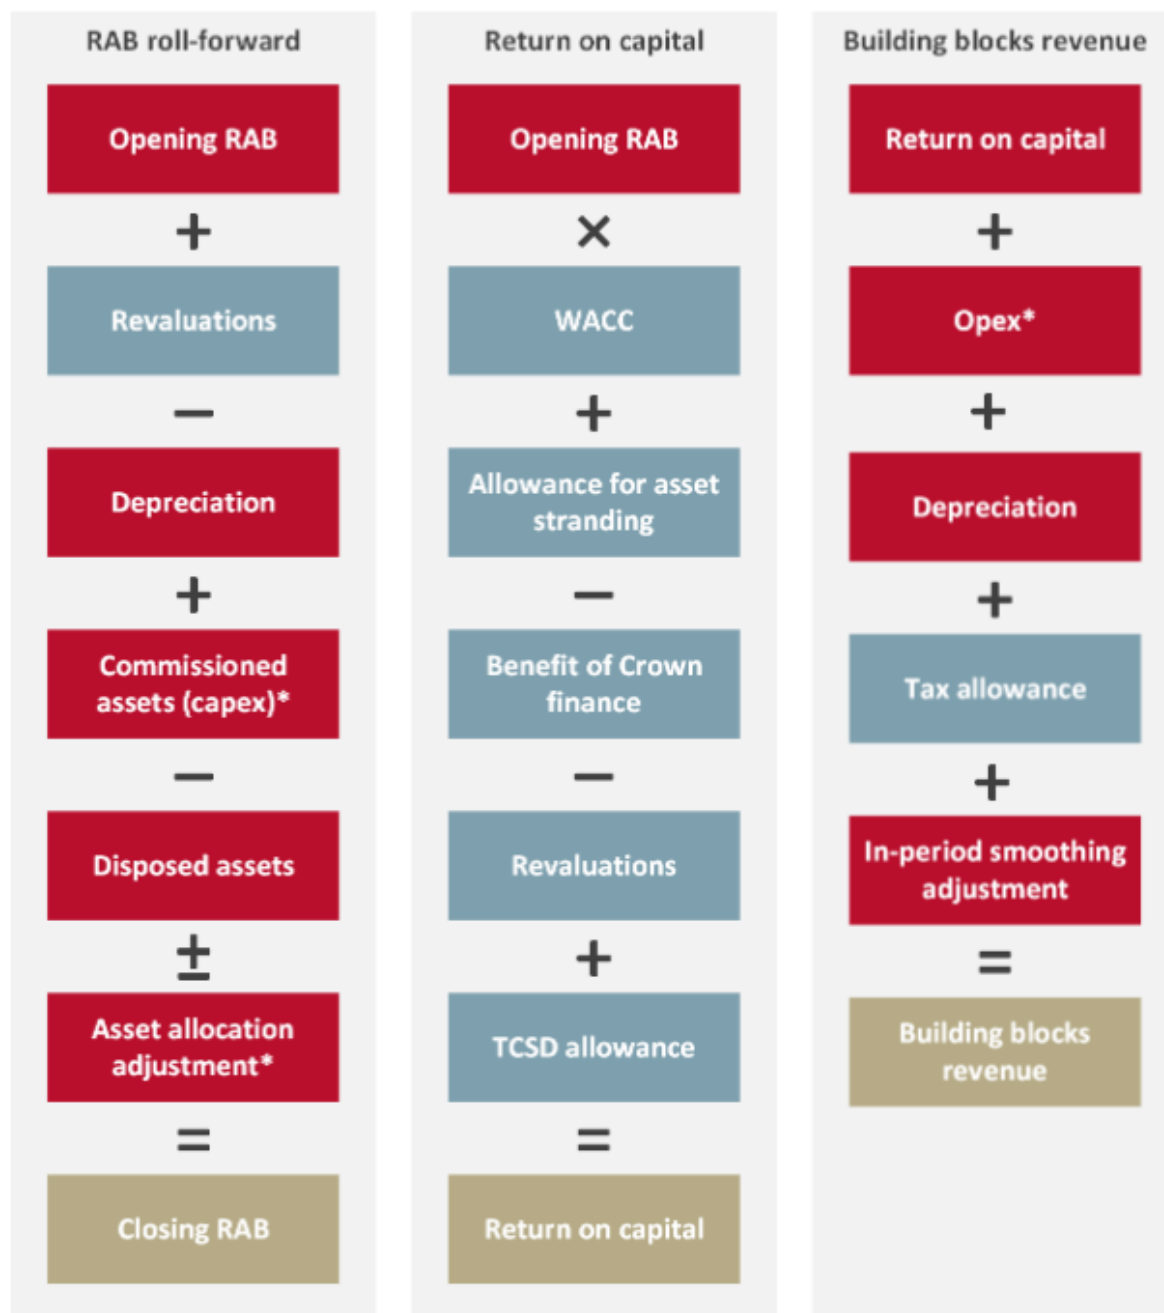 RAB roll-forward
Opening RAB
+
Revaluations
−
Depreciation
+
Commissioned
assets (capex)*
−
Disposed assets
±
Asset allocation
adjustment*
=
Closing RAB
Return on capital
Opening RAB
×
WACC
+
Allowance for asset
stranding
−
Benefit of Crown
finance
−
Revaluations
+
TCSD allowance
=
Return on capital
Building blocks revenue
Return on capital
+
Opex*
+
Depreciation
+
Tax allowance
+
In-period smoothing
adjustment
=
Building blocks
revenue